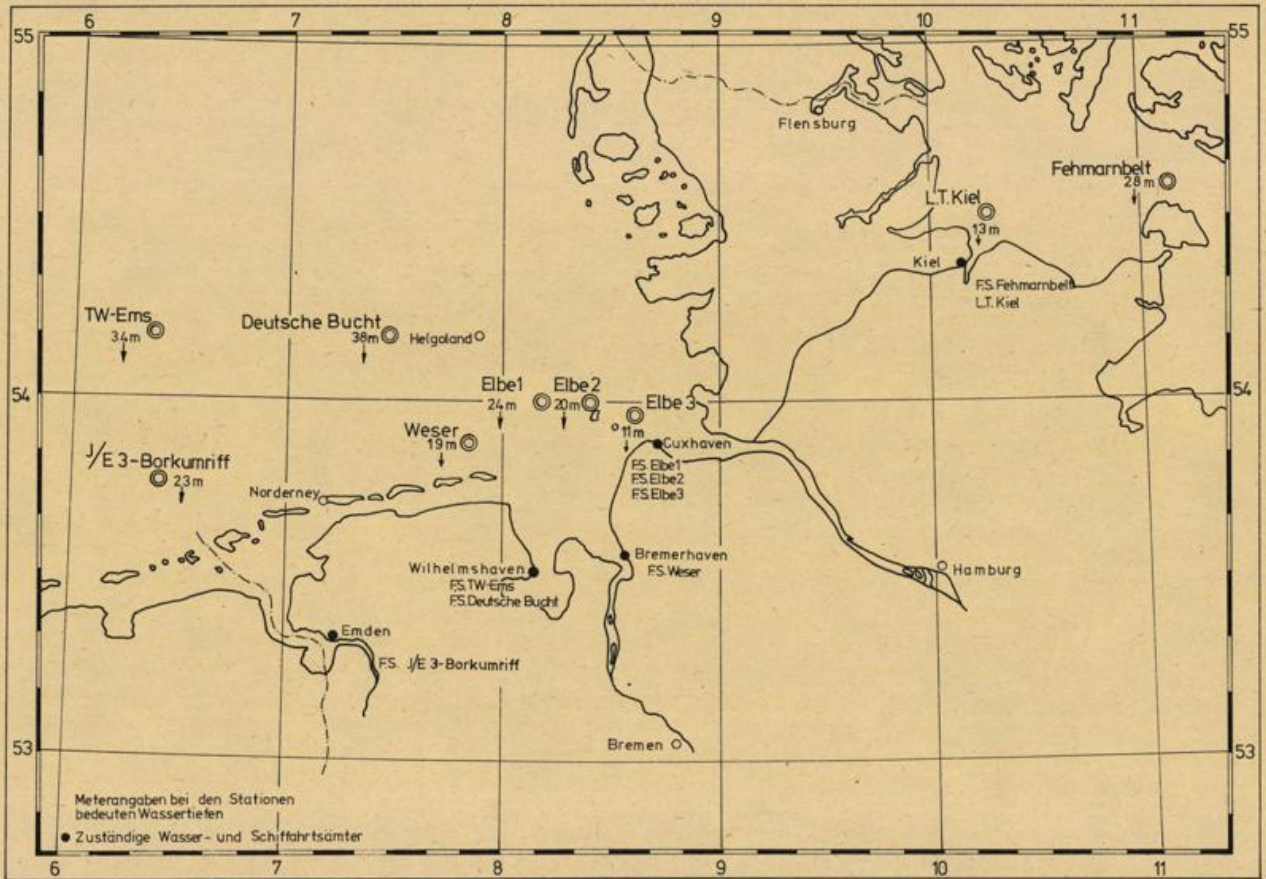 6 7 8 9 10 11
55 55
Flensburg
Fehmarnbelt
28m
L.T. Kiel
13m
Kiel
F.S. Fehmarnbelt
L.T. Kiel
TW-Ems
34m
Deutsche Bucht
38m
Helgoland
54 54
Elbe1
24m
Elbe2
20m
Elbe 3
11m
Weser
19m
Cuxhaven
F.S. Elbe1
F.S. Elbe2
F.S. Elbe3
J/E 3-Borkumriff
23m
Norderney
Wilhelmshaven
F.S. TW-Ems
F.S. Deutsche Bucht
Bremerhaven
F.S. Weser
Hamburg
Emden
F.S. J/E 3-Borkumriff
Bremen
53 53
Meterangaben bei den Stationen
bedeuten Wassertiefen
Zuständige Wasser- und Schiffahrtsämter
6 7 8 9 10 11